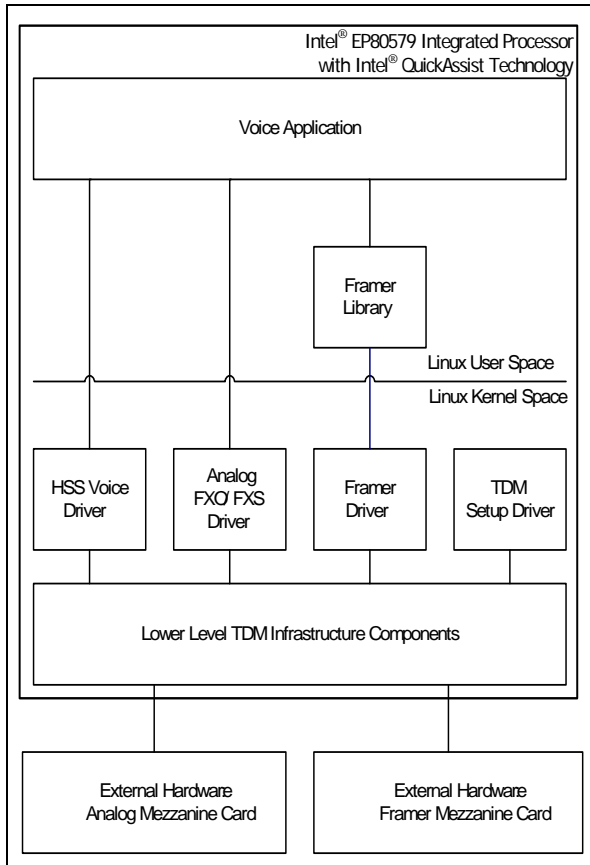 Intel® EP80579 Integrated Processor
with Intel® QuickAssist Technology
Voice Application
Framer
Library
Linux User Space
Linux Kernel Space
HSS Voice
Driver
Analog
FXO/FXS
Driver
Framer
Driver
TDM
Setup Driver
Lower Level TDM Infrastructure Components
External Hardware
Analog Mezzanine Card
External Hardware
Framer Mezzanine Card